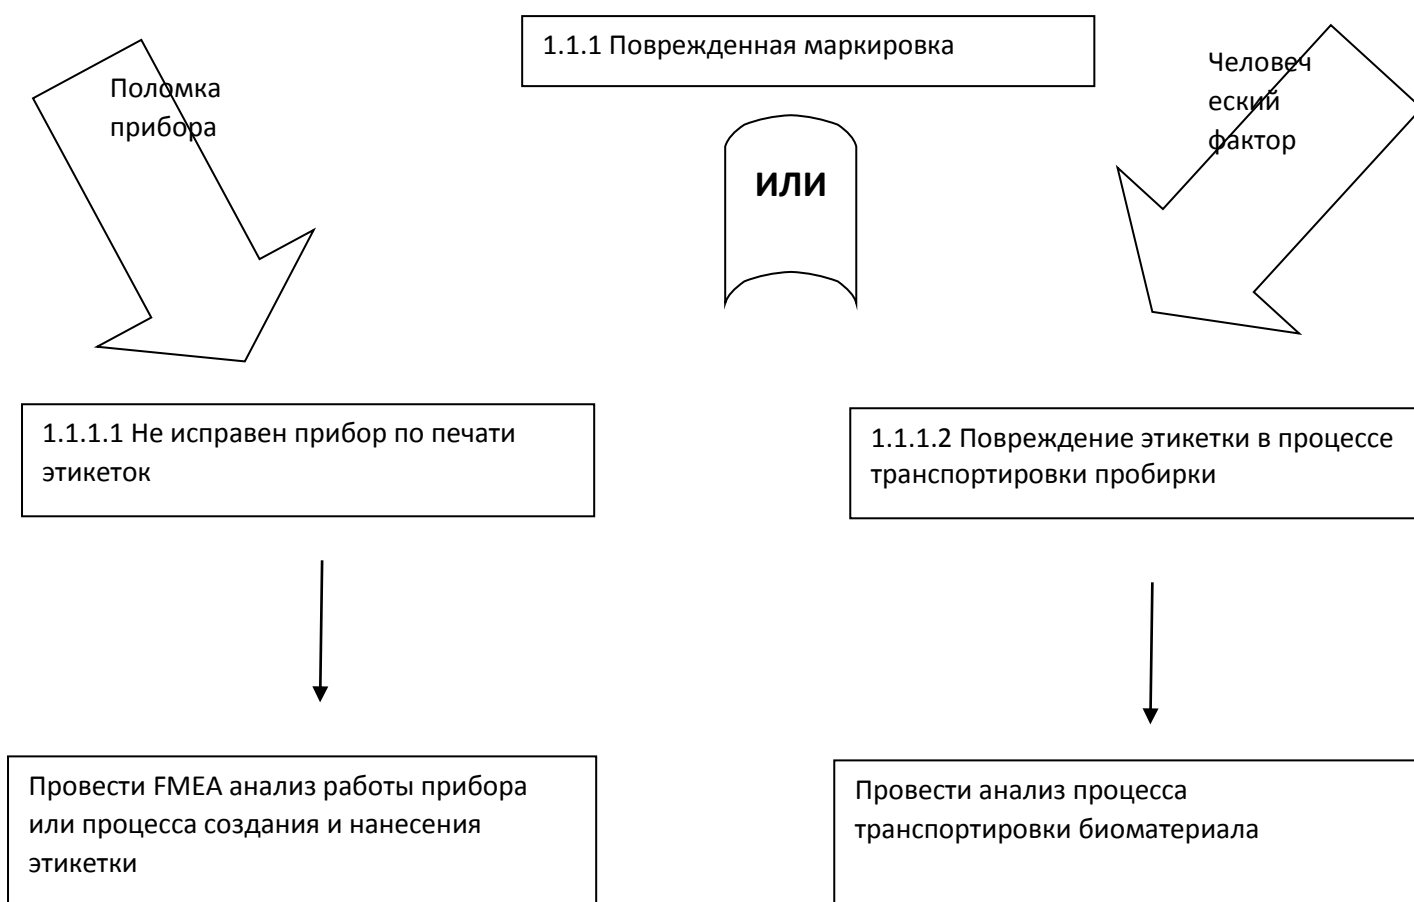 1.1.1 Поврежденная маркировка
Поломка
прибора
Человеч
еский
фактор
ИЛИ
1.1.1.1 Не исправен прибор по печати
этикеток
1.1.1.2 Повреждение этикетки в процессе
транспортировки пробирки
Провести FMEA анализ работы прибора
или процесса создания и нанесения
этикетки
Провести анализ процесса
транспортировки биоматериала